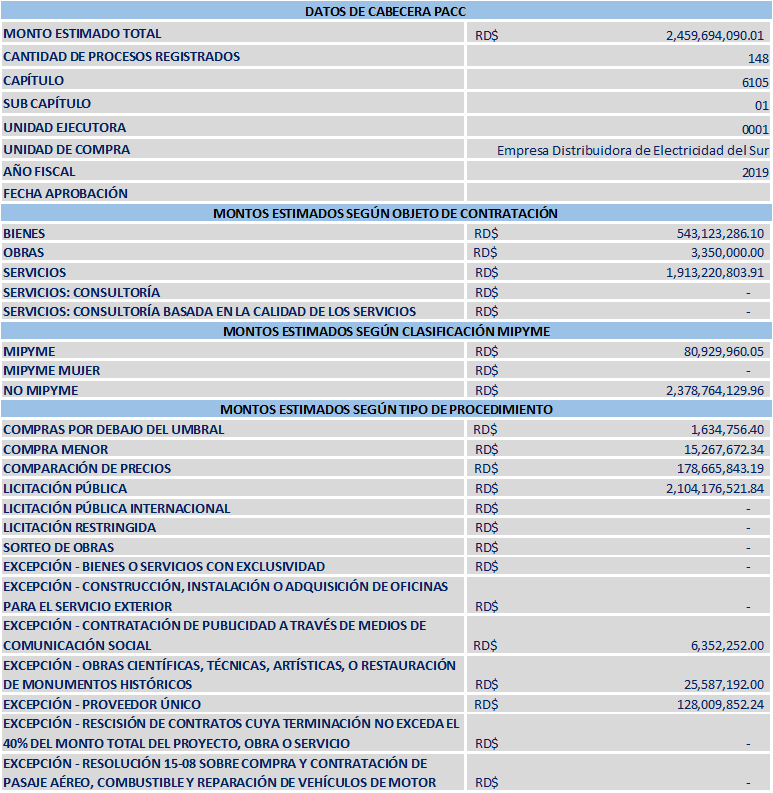 DATOS DE CABECERA PACC
MONTO ESTIMADO TOTAL RD$ 2,459,694,090.01
CANTIDAD DE PROCESOS REGISTRADOS 148
CAPÍTULO 6105
SUB CAPÍTULO 01
UNIDAD EJECUTORA 0001
UNIDAD DE COMPRA Empresa Distribuidora de Electricidad del Sur
AÑO FISCAL 2019
FECHA APROBACIÓN
MONTOS ESTIMADOS SEGÚN OBJETO DE CONTRATACIÓN
BIENES RD$ 543,123,286.10
OBRAS RD$ 3,350,000.00
SERVICIOS RD$ 1,913,220,803.91
SERVICIOS: CONSULTORÍA RD$ -
SERVICIOS: CONSULTORÍA BASADA EN LA CALIDAD DE LOS SERVICIOS RD$ -
MONTOS ESTIMADOS SEGÚN CLASIFICACIÓN MIPYME
MIPYME RD$ 80,929,960.05
MIPYME MUJER RD$ -
NO MIPYME RD$ 2,378,764,129.96
MONTOS ESTIMADOS SEGÚN TIPO DE PROCEDIMIENTO
COMPRAS POR DEBAJO DEL UMBRAL RD$ 1,634,756.40
COMPRA MENOR RD$ 15,267,672.34
COMPARACIÓN DE PRECIOS RD$ 178,665,843.19
LICITACIÓN PÚBLICA RD$ 2,104,176,521.84
LICITACIÓN PÚBLICA INTERNACIONAL RD$ -
LICITACIÓN RESTRINGIDA RD$ -
SORTEO DE OBRAS RD$ -
EXCEPCIÓN - BIENES O SERVICIOS CON EXCLUSIVIDAD RD$ -
EXCEPCIÓN - CONSTRUCCIÓN, INSTALACIÓN O ADQUISICIÓN DE OFICINAS
PARA EL SERVICIO EXTERIOR RD$ -
EXCEPCIÓN - CONTRATACIÓN DE PUBLICIDAD A TRAVÉS DE MEDIOS DE
COMUNICACIÓN SOCIAL RD$ 6,352,252.00
EXCEPCIÓN - OBRAS CIENTÍFICAS, TÉCNICAS, ARTÍSTICAS, O RESTAURACIÓN
DE MONUMENTOS HISTÓRICOS RD$ 25,587,192.00
EXCEPCIÓN - PROVEEDOR ÚNICO RD$ 128,009,852.24
EXCEPCIÓN - RESCISIÓN DE CONTRATOS CUYA TERMINACIÓN NO EXCEDA EL
40% DEL MONTO TOTAL DEL PROYECTO, OBRA O SERVICIO RD$ -
EXCEPCIÓN - RESOLUCIÓN 15-08 SOBRE COMPRA Y CONTRATACIÓN DE
PASAJE AÉREO, COMBUSTIBLE Y REPARACIÓN DE VEHÍCULOS DE MOTOR RD$ -